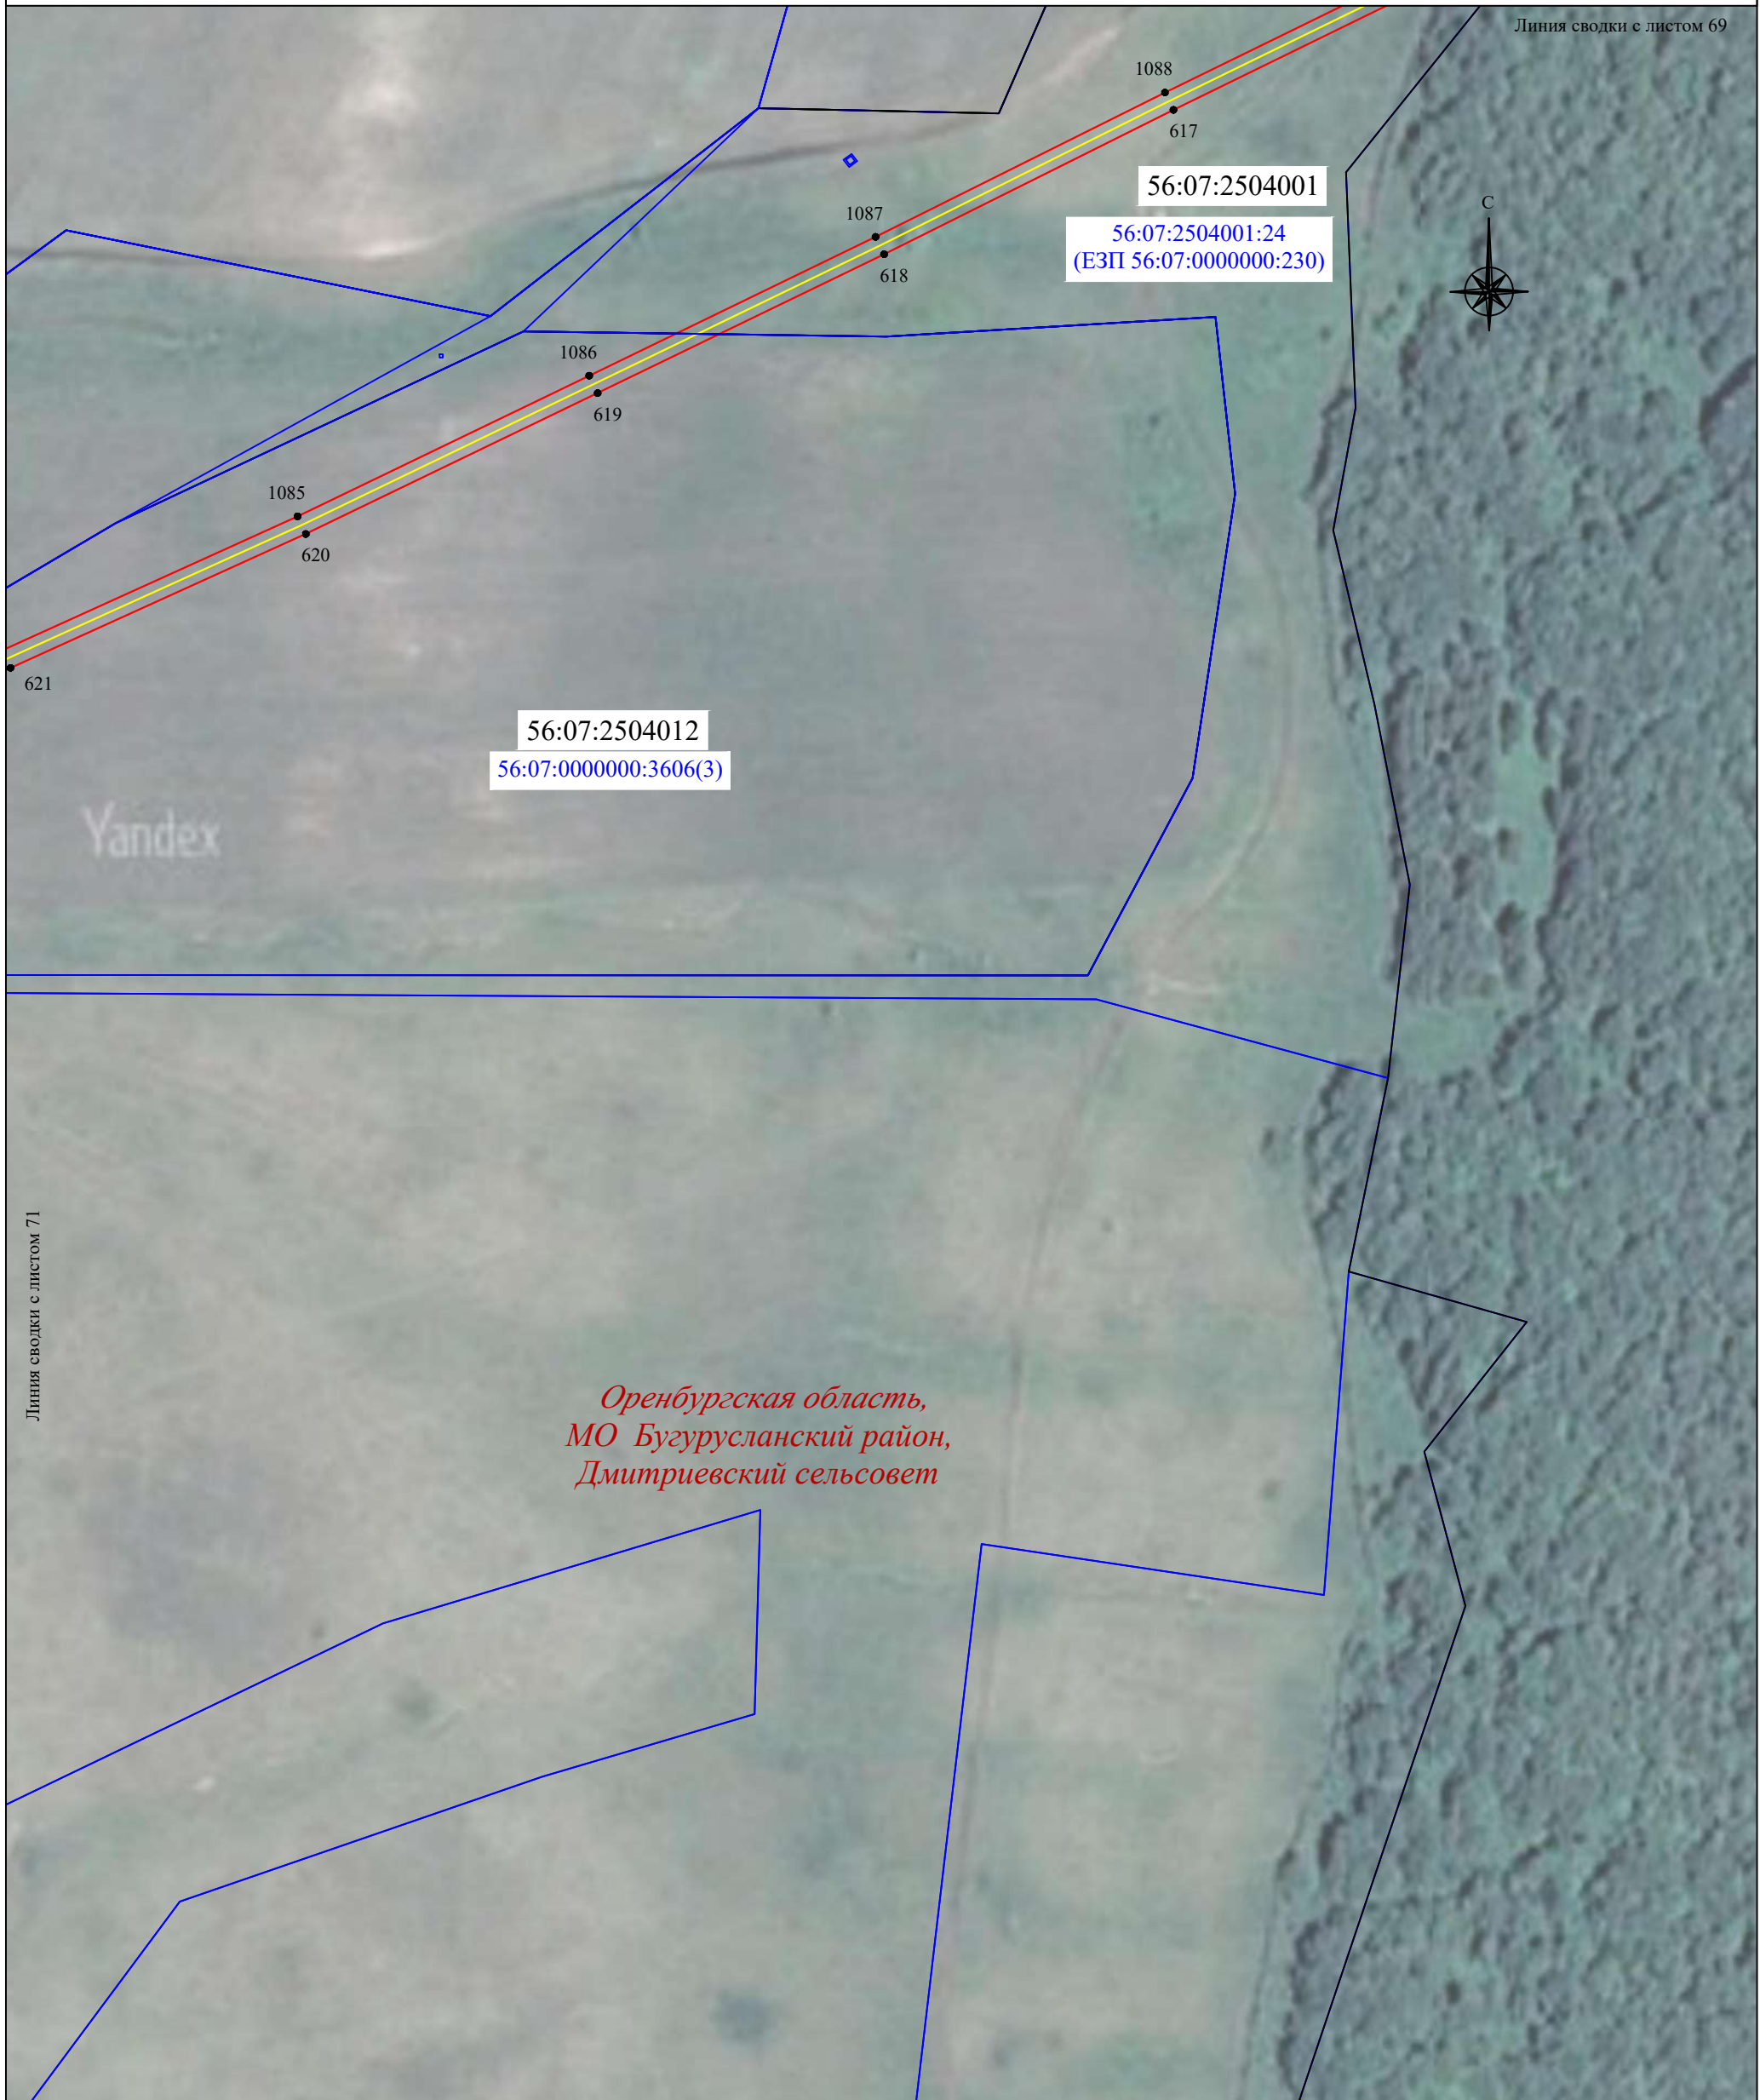 Линия сводки с листом 69
1088
617
56:07:2504001
С
1087
56:07:2504001:24
(ЕЗП 56:07:0000000:230)
618
1086
619
1085
620
621
56:07:2504012
56:07:0000000:3606(3)
Yandex
Линия сводки с листом 71
Оренбургская область,
МО Бугурусланский район,
Дмитриевский сельсовет